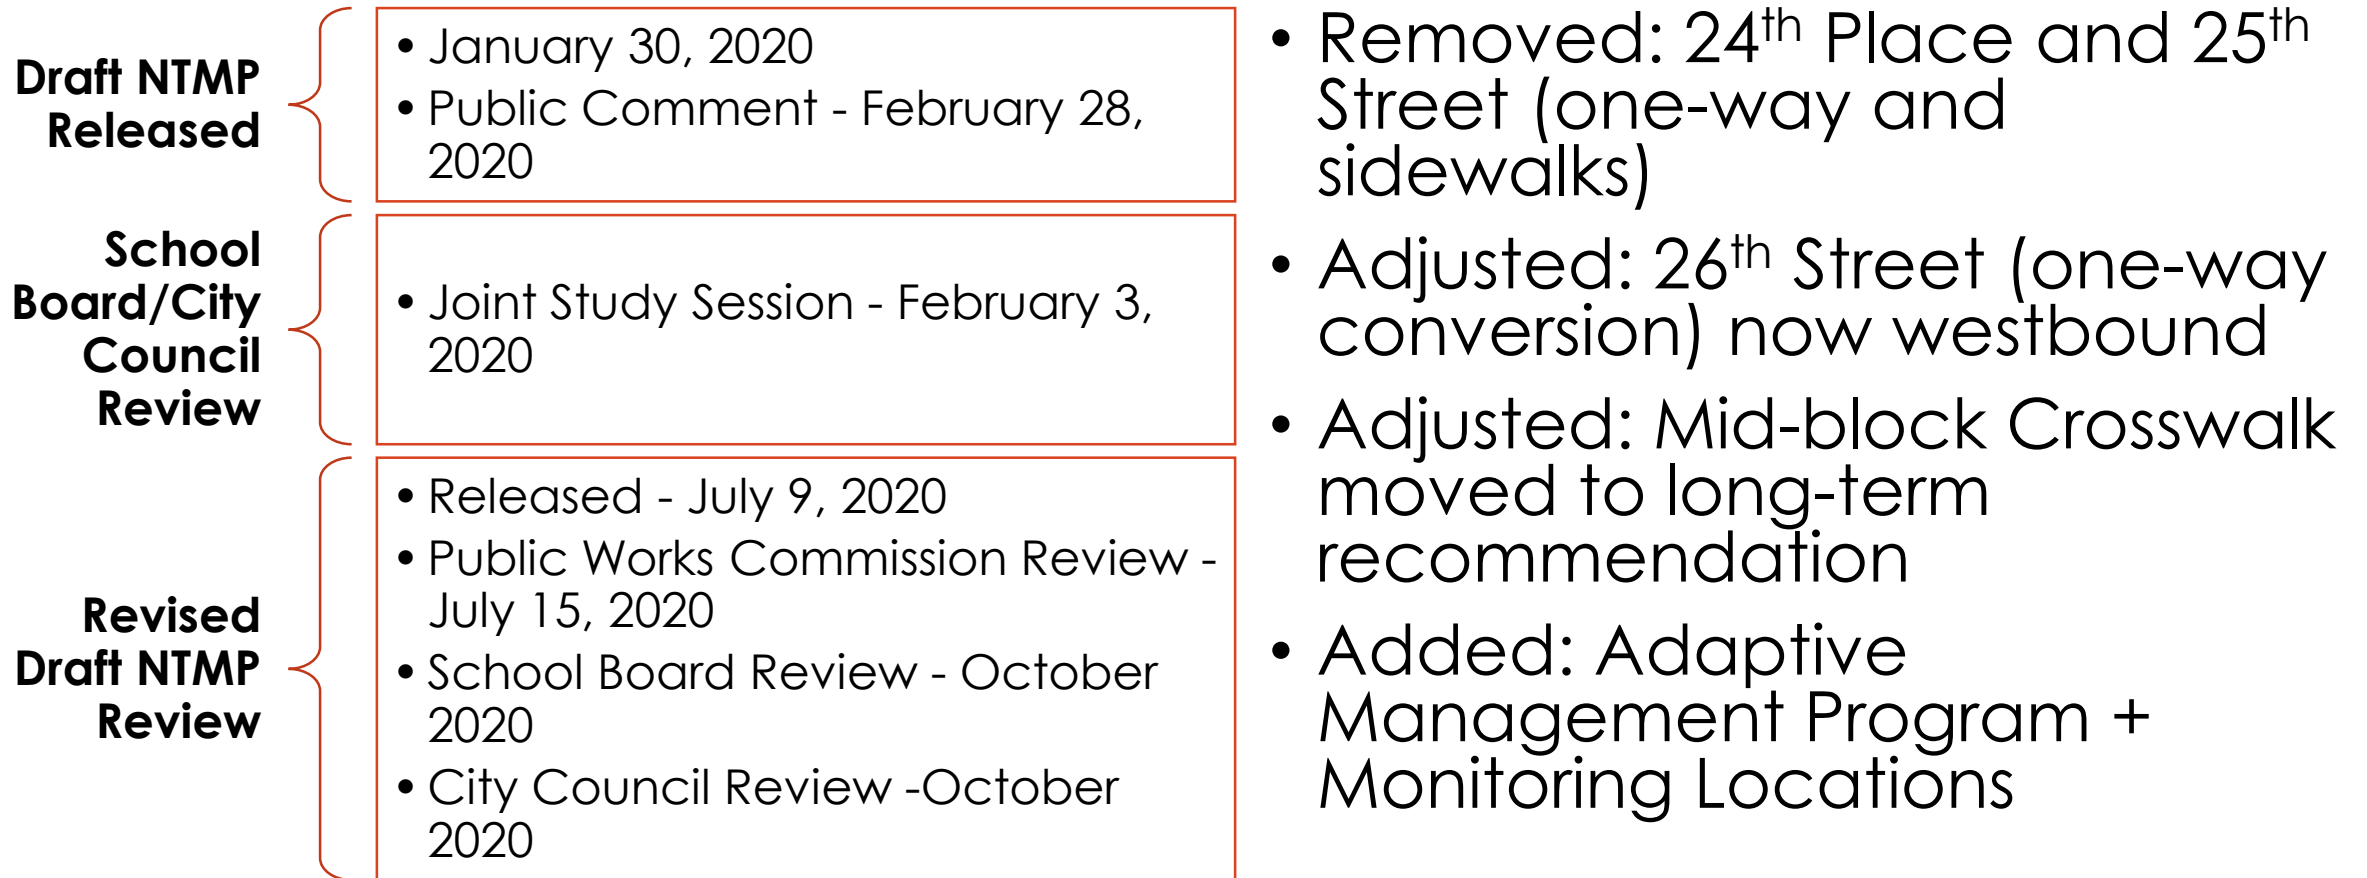 Draft NTMP
Released
• January 30, 2020
• Public Comment - February 28,
2020
School
Board/City
Council
Review
• Joint Study Session - February 3,
2020
Revised
Draft NTMP
Review
• Released - July 9, 2020
• Public Works Commission Review -
July 15, 2020
• School Board Review - October
2020
• City Council Review -October
2020
• Removed: 24th Place and 25th
Street (one-way and
sidewalks)
• Adjusted: 26th Street (one-way
conversion) now westbound
• Adjusted: Mid-block Crosswalk
moved to long-term
recommendation
• Added: Adaptive
Management Program +
Monitoring Locations